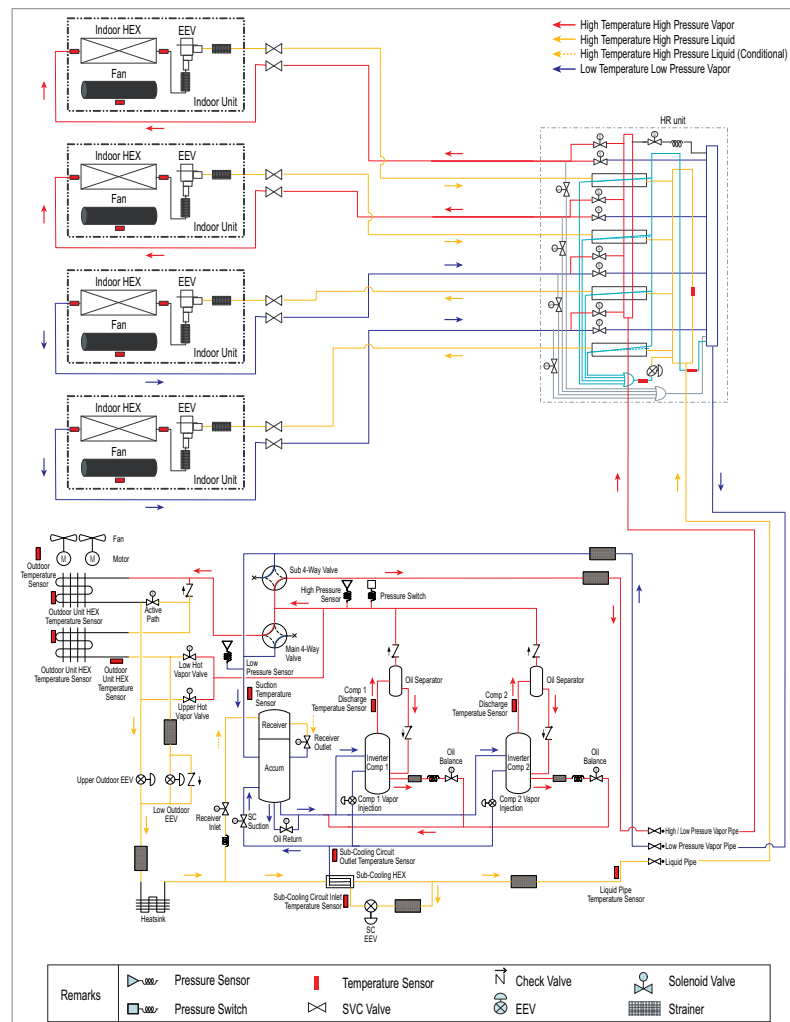 High Temperature High Pressure Vapor
High Temperature High Pressure Liquid
High Temperature High Pressure Liquid (Conditional)
Low Temperature Low Pressure Vapor
Indoor HEX
EEV
Fan
Indoor Unit
HR unit
Indoor HEX
EEV
Fan
Indoor Unit
Indoor HEX
EEV
Fan
Indoor Unit
Indoor HEX
EEV
Fan
Indoor Unit
Fan
M
M
Motor
Outdoor
Temperature
Sensor
Sub 4-Way Valve
High Pressure
Sensor
Pressure Switch
Outdoor Unit HEX
Temperature Sensor
Active
Path
Main 4-Way
Valve
Low
Pressure Sensor
Outdoor Unit HEX
Temperature Sensor
Outdoor
Unit HEX
Temperature
Sensor
Low Hot
Vapor Valve
Upper Hot
Vapor Valve
Suction
Temperature
Sensor
Comp 1
Discharge
Temperatue Sensor
Oil Separator
Comp 2
Discharge
Temperatue Sensor
Oil Separator
Receiver
Receiver
Outlet
Accum
Inverter
Comp 1
Oil
Balance
Inverter
Comp 2
Oil
Balance
Upper Outdoor EEV
Low Outdoor
EEV
Receiver
Inlet
SC
Suction
Oil Return
Comp 1 Vapor
Injection
Comp 2 Vapor
Injection
High / Low Pressure Vapor Pipe
Low Pressure Vapor Pipe
Liquid Pipe
Sub-Cooling Circuit
Outlet Temperature Sensor
Sub-Cooling HEX
Sub-Cooling Circuit Inlet
Temperature Sensor
SC
EEV
Liquid Pipe
Temperature Sensor
Heatsink
Remarks
Pressure Sensor
Temperature Sensor
Check Valve
Solenoid Valve
Pressure Switch
SVC Valve
EEV
Strainer